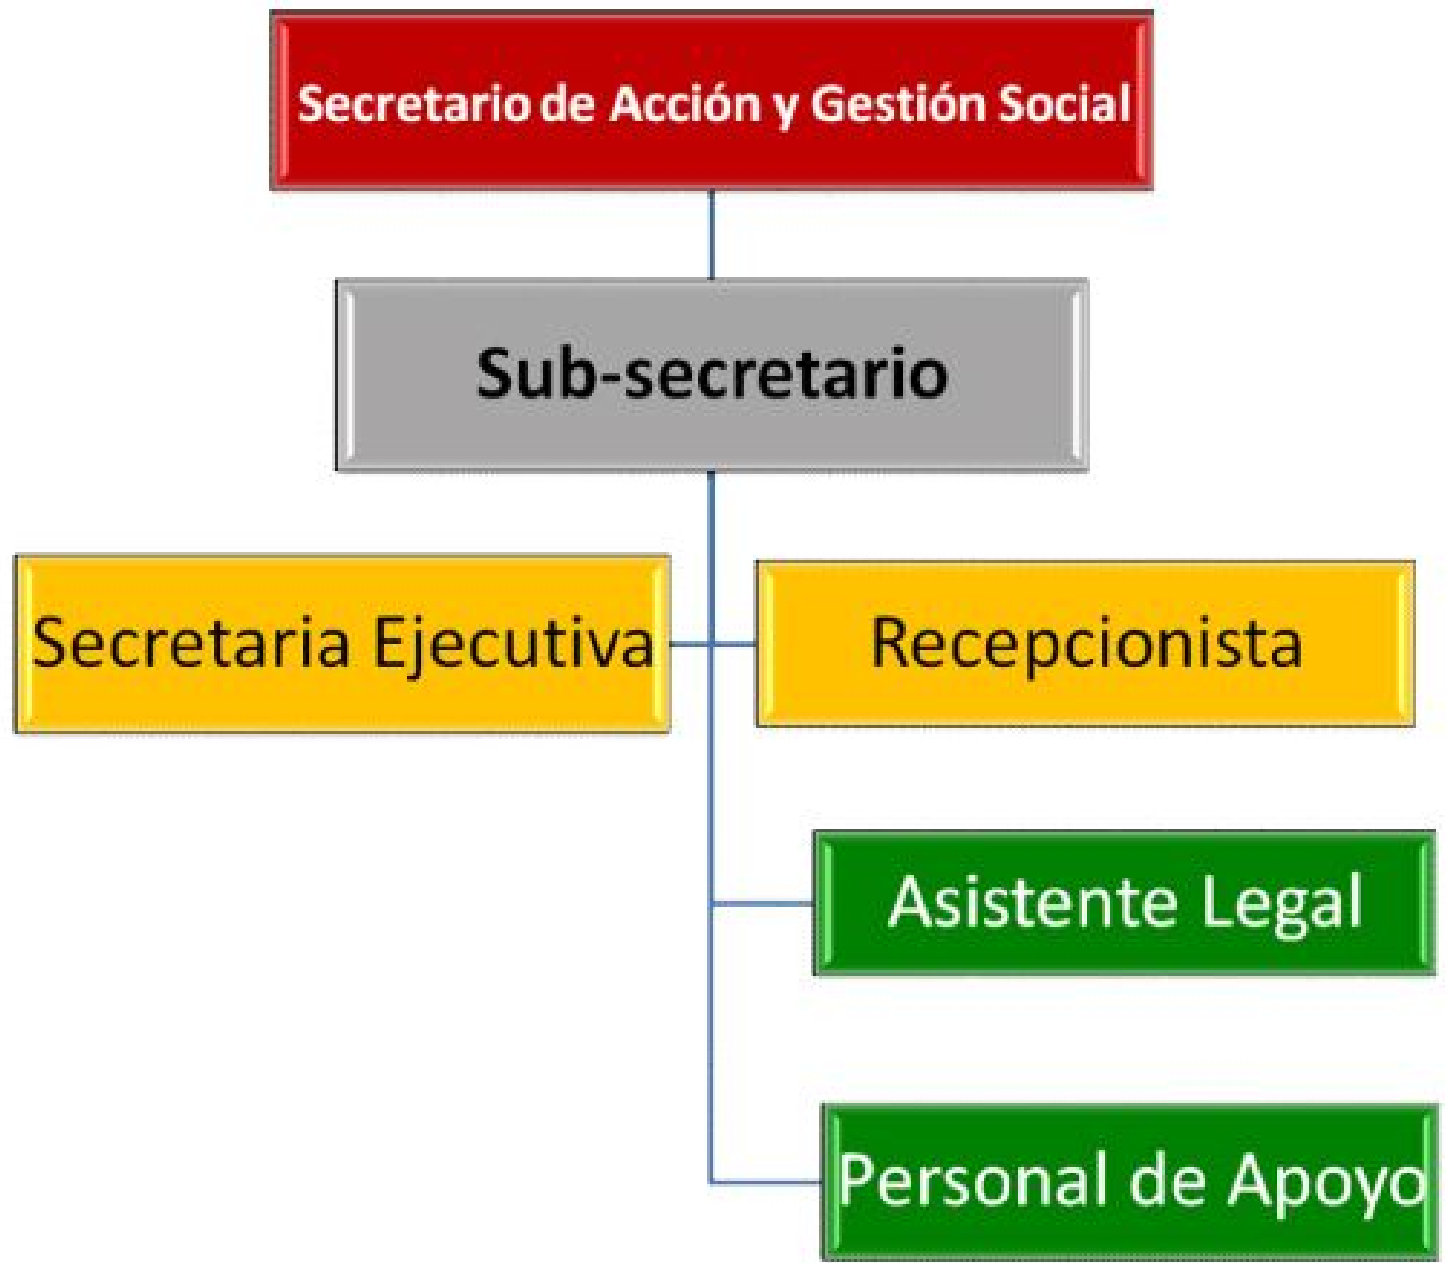 Secretario de Acción y Gestión Social
Sub-secretario
Secretaria Ejecutiva
Recepcionista
Asistente Legal
Personal de Apoyo